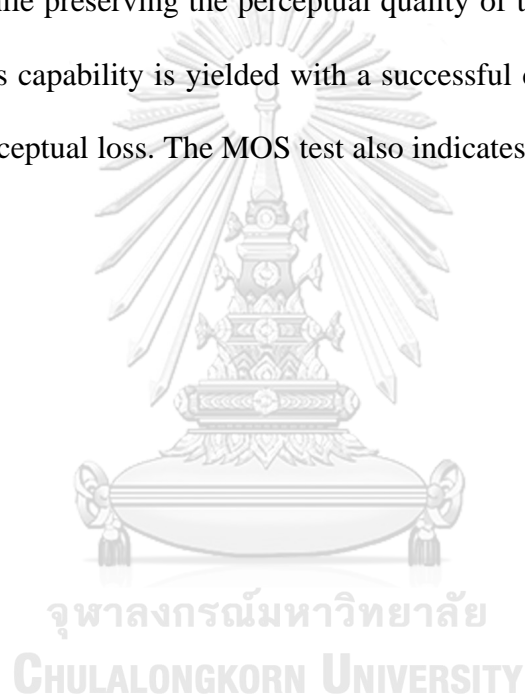 preserving the perceptual quality of
s capability is yielded with a successful
ceptual loss. The MOS test also indicates
จุฬาลงกรณ์มหาวิทยาลัย
CHULALONGKORN UNIVERSITY